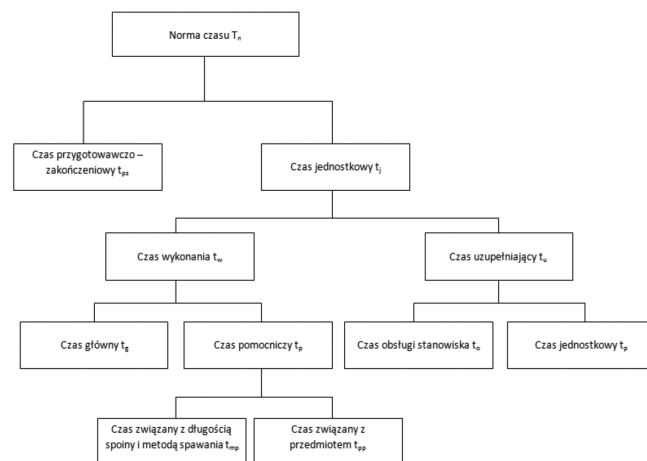 Norma czasu Tₙ
Czas przygotowawczo –
zakończeniowy tₚz
Czas jednostkowy tⱼ
Czas wykonania t_w
Czas uzupełniający tᵤ
Czas główny t_g
Czas pomocniczy tₚ
Czas obsługi stanowiska tₒ
Czas jednostkowy tₚ
Czas związany z długością
spoiny i metodą spawania tₘₚ
Czas związany z
przedmiotem tₚₚ